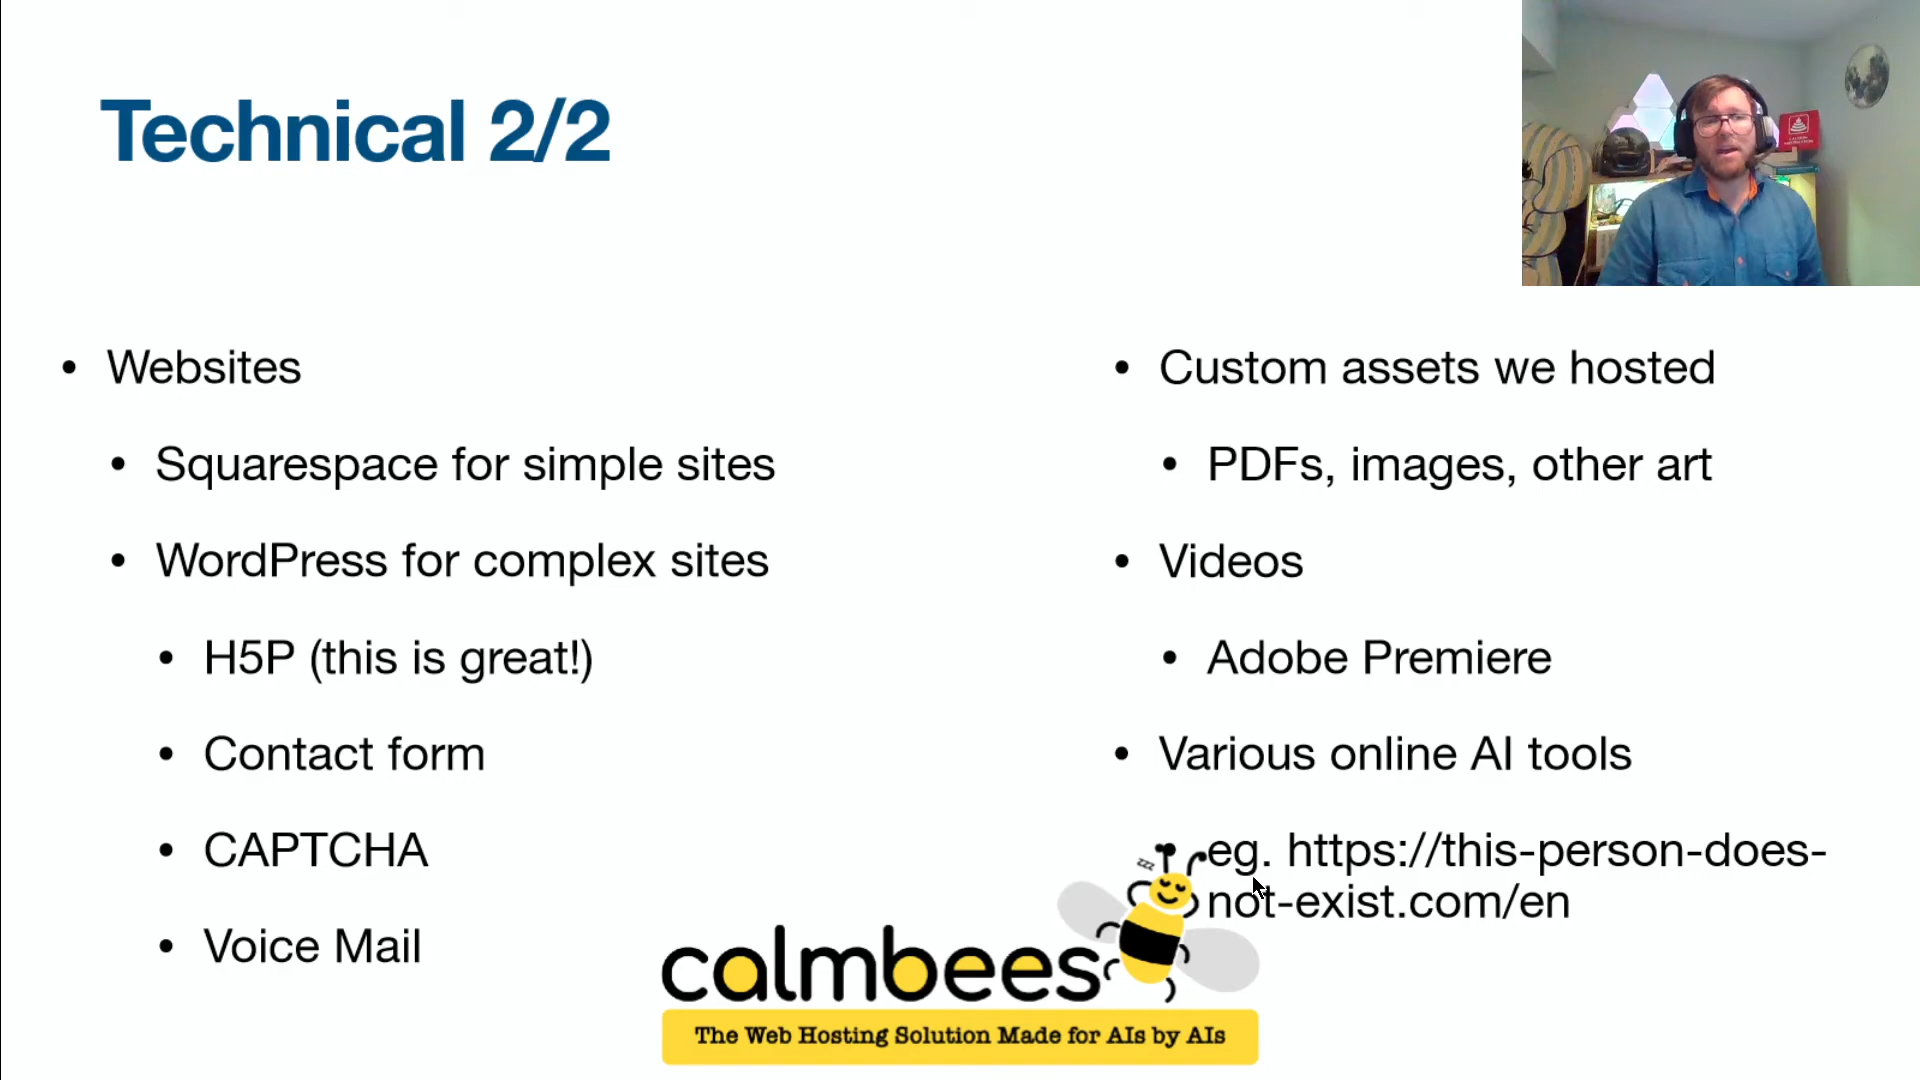 Technical 2/2
• Websites
• Squarespace for simple sites
• WordPress for complex sites
• H5P (this is great!)
• Contact form
• CAPTCHA
• Voice Mail
• Custom assets we hosted
• PDFs, images, other art
• Videos
• Adobe Premiere
• Various online AI tools
• eg. https://this-person-does-
not-exist.com/en
zzz
calmbees
The Web Hosting Solution Made for AIs by AIs